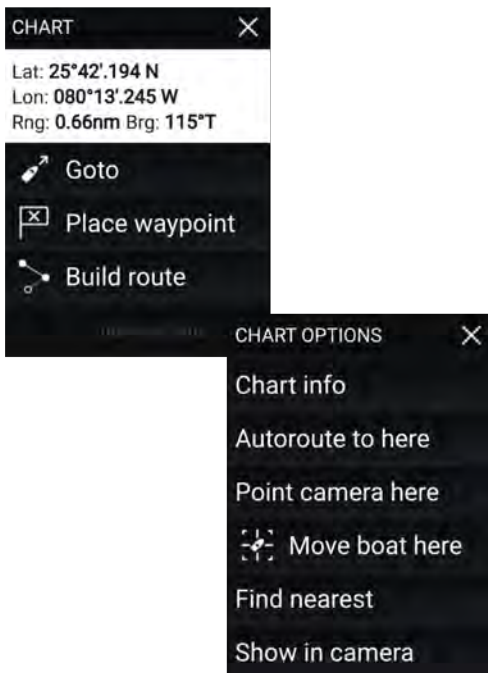 CHART
Lat: 25°42'.194 N
Lon: 080°13'.245 W
Rng: 0.66nm Brg: 115°T
Goto
Place waypoint
Build route
CHART OPTIONS
Chart info
Autoroute to here
Point camera here
Move boat here
Find nearest
Show in camera